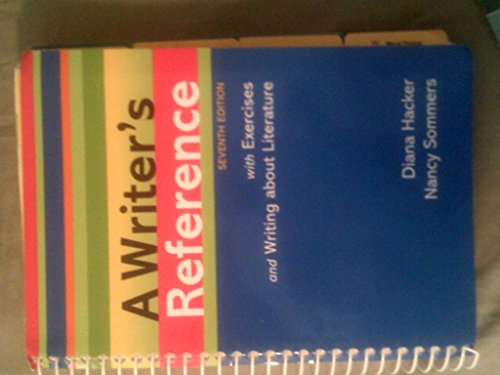 A Writer's
Reference
SEVENTH EDITION
with Exercises
and Writing about Literature
Diana Hacker
Nancy Sommers